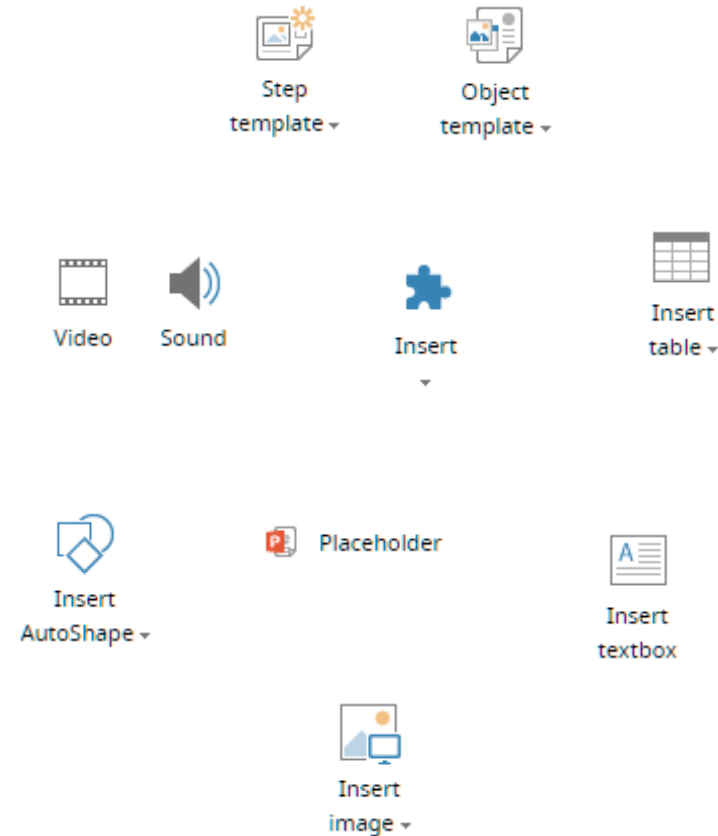 Step
template
Object
template
Video
Sound
Insert
Insert
table
Insert
AutoShape
P Placeholder
A
Insert
textbox
Insert
image